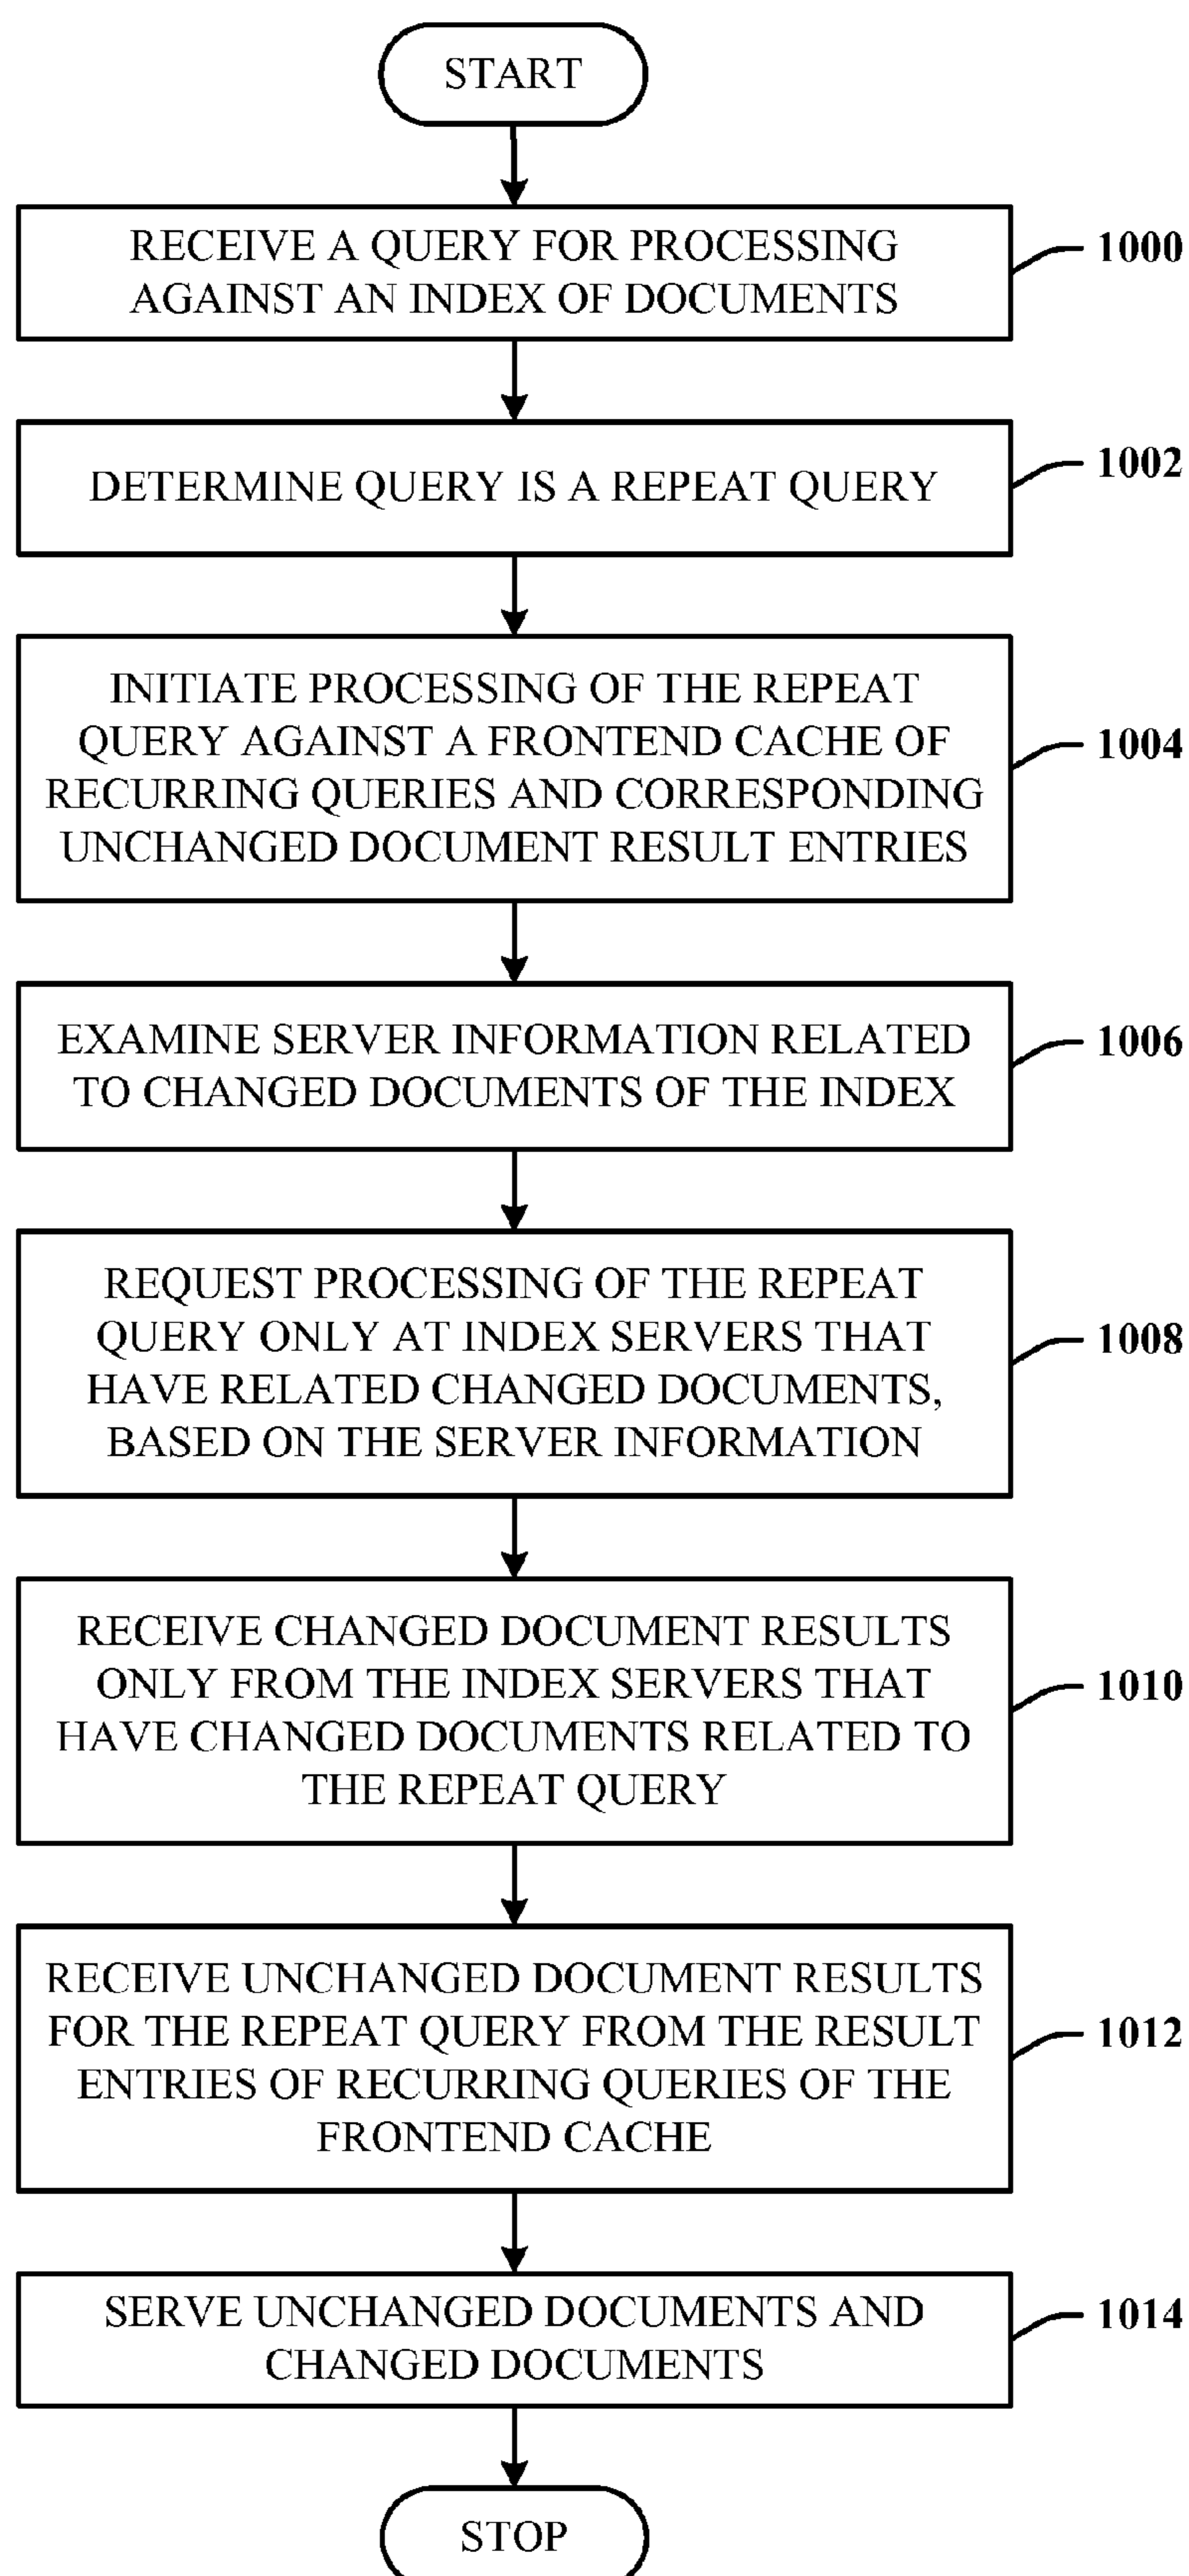 START
RECEIVE A QUERY FOR PROCESSING
AGAINST AN INDEX OF DOCUMENTS
1000
DETERMINE QUERY IS A REPEAT QUERY
1002
INITIATE PROCESSING OF THE REPEAT
QUERY AGAINST A FRONTEND CACHE OF
RECURRING QUERIES AND CORRESPONDING
UNCHANGED DOCUMENT RESULT ENTRIES
1004
EXAMINE SERVER INFORMATION RELATED
TO CHANGED DOCUMENTS OF THE INDEX
1006
REQUEST PROCESSING OF THE REPEAT
QUERY ONLY AT INDEX SERVERS THAT
HAVE RELATED CHANGED DOCUMENTS,
BASED ON THE SERVER INFORMATION
1008
RECEIVE CHANGED DOCUMENT RESULTS
ONLY FROM THE INDEX SERVERS THAT
HAVE CHANGED DOCUMENTS RELATED TO
THE REPEAT QUERY
1010
RECEIVE UNCHANGED DOCUMENT RESULTS
FOR THE REPEAT QUERY FROM THE RESULT
ENTRIES OF RECURRING QUERIES OF THE
FRONTEND CACHE
1012
SERVE UNCHANGED DOCUMENTS AND
CHANGED DOCUMENTS
1014
STOP